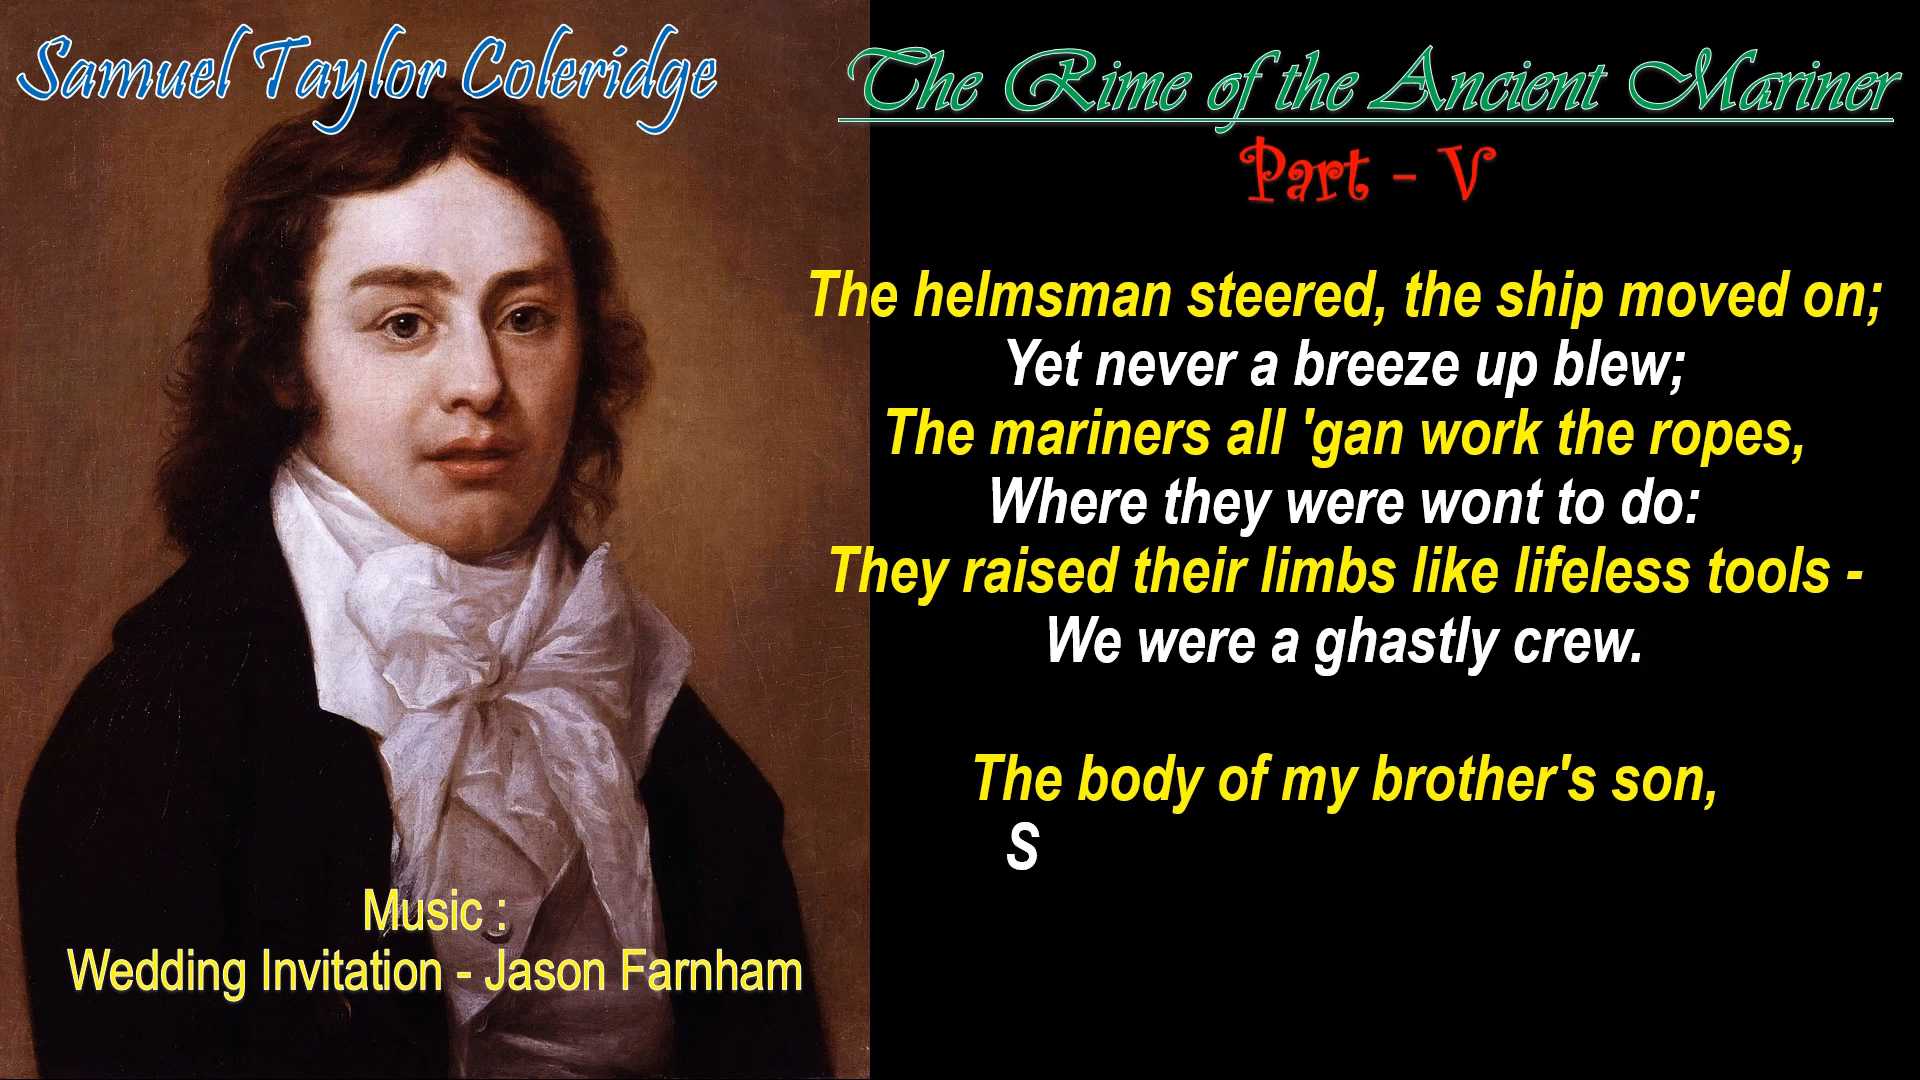 Samuel Taylor Coleridge
The Rime of the Ancient Mariner
Part - V
The helmsman steered, the ship moved on;
Yet never a breeze up blew;
The mariners all 'gan work the ropes,
Where they were wont to do:
They raised their limbs like lifeless tools -
We were a ghastly crew.
The body of my brother's son,
S
Music :
Wedding Invitation - Jason Farnham